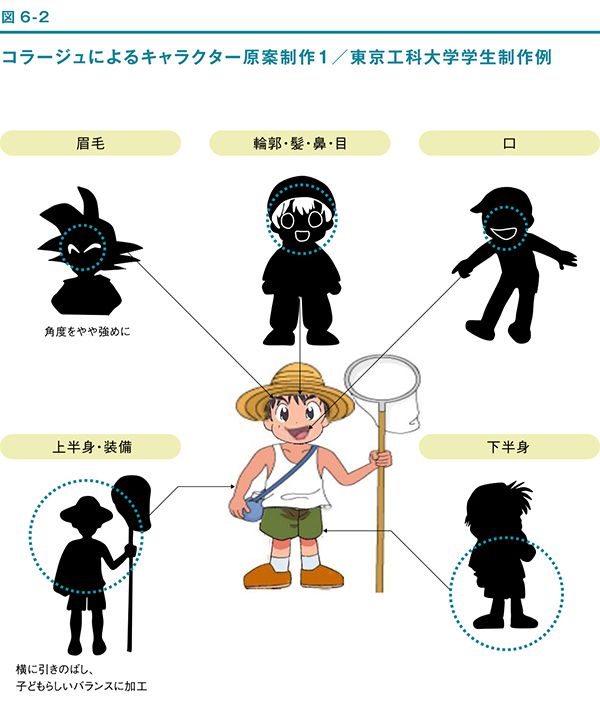 図6-2
コラージュによるキャラクター原案制作1／東京工科大学学生制作例
眉毛
輪郭・髪・鼻・目
口
角度をやや強めに
上半身・装備
下半身
横に引きのばし、
子どもらしいバランスに加工